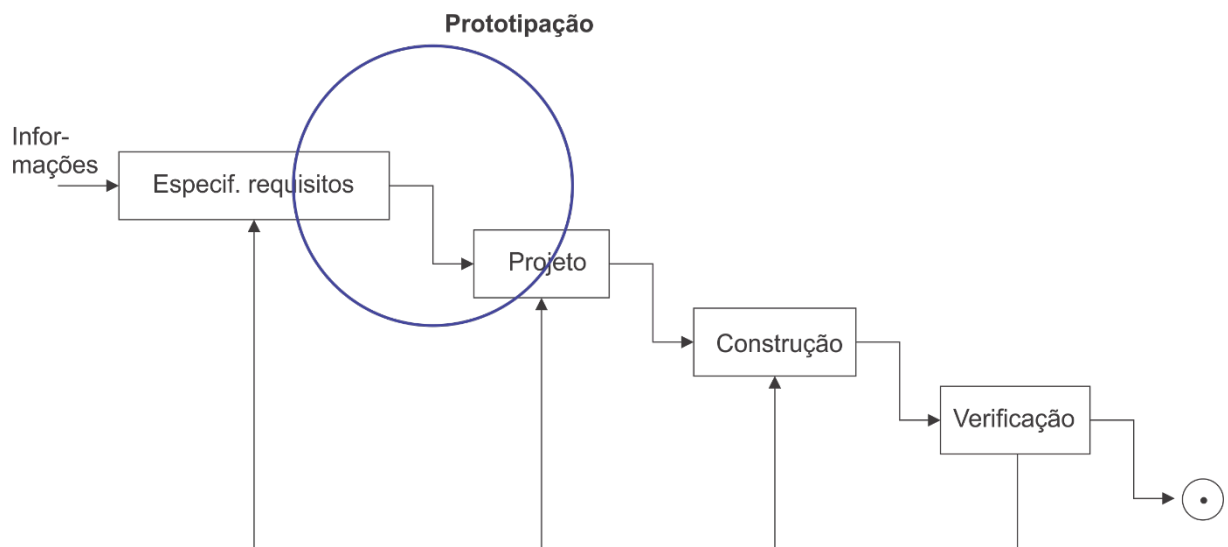 Prototipação
Infor-
mações
Especif. requisitos
Projeto
Construção
Verificação